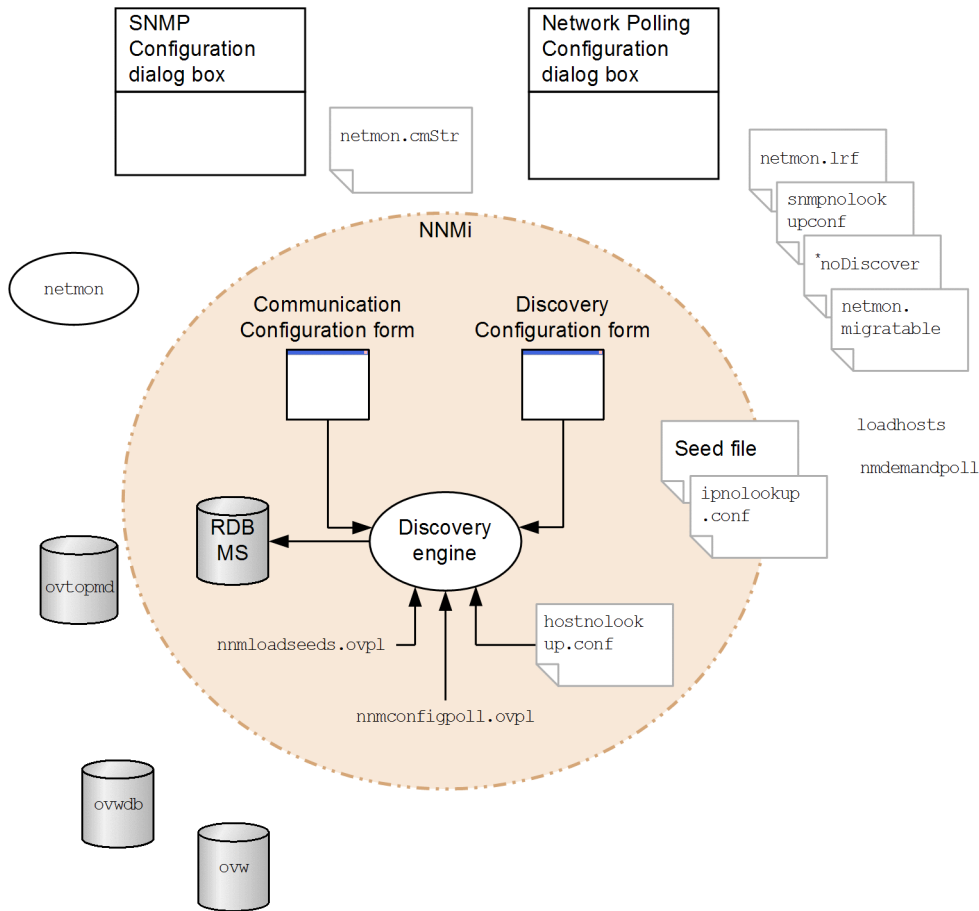 SNMP
Configuration
dialog box
Network Polling
Configuration
dialog box
netmon.cmStr
netmon.lrf
snmpnolook
upconf
*noDiscover
netmon.
migratable
NNMi
netmon
Communication
Configuration form
Discovery
Configuration form
loadhosts
nmdemandpoll
Seed file
ipnolookup
.conf
RDB
MS
Discovery
engine
ovtopmd
nnmloadseeds.ovpl
hostnolook
up.conf
nnmconfigpoll.ovpl
ovwdb
ovw